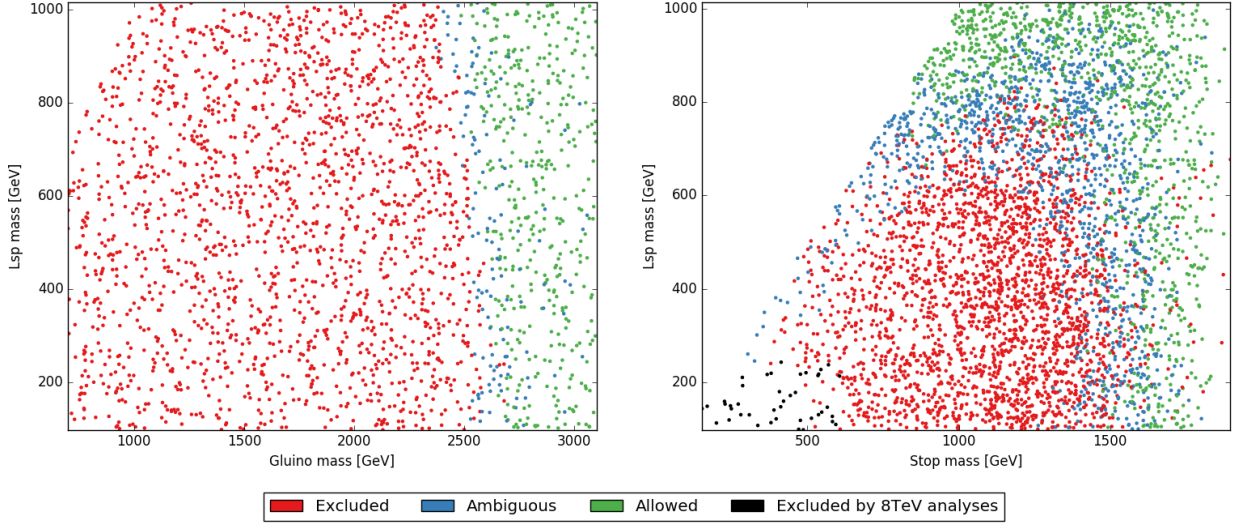 1000
800
600
400
200
Lsp mass [GeV]
1000
1500
2000
2500
3000
Gluino mass [GeV]
1000
800
600
400
200
Lsp mass [GeV]
500
1000
1500
Stop mass [GeV]
Excluded
Ambiguous
Allowed
Excluded by 8TeV analyses